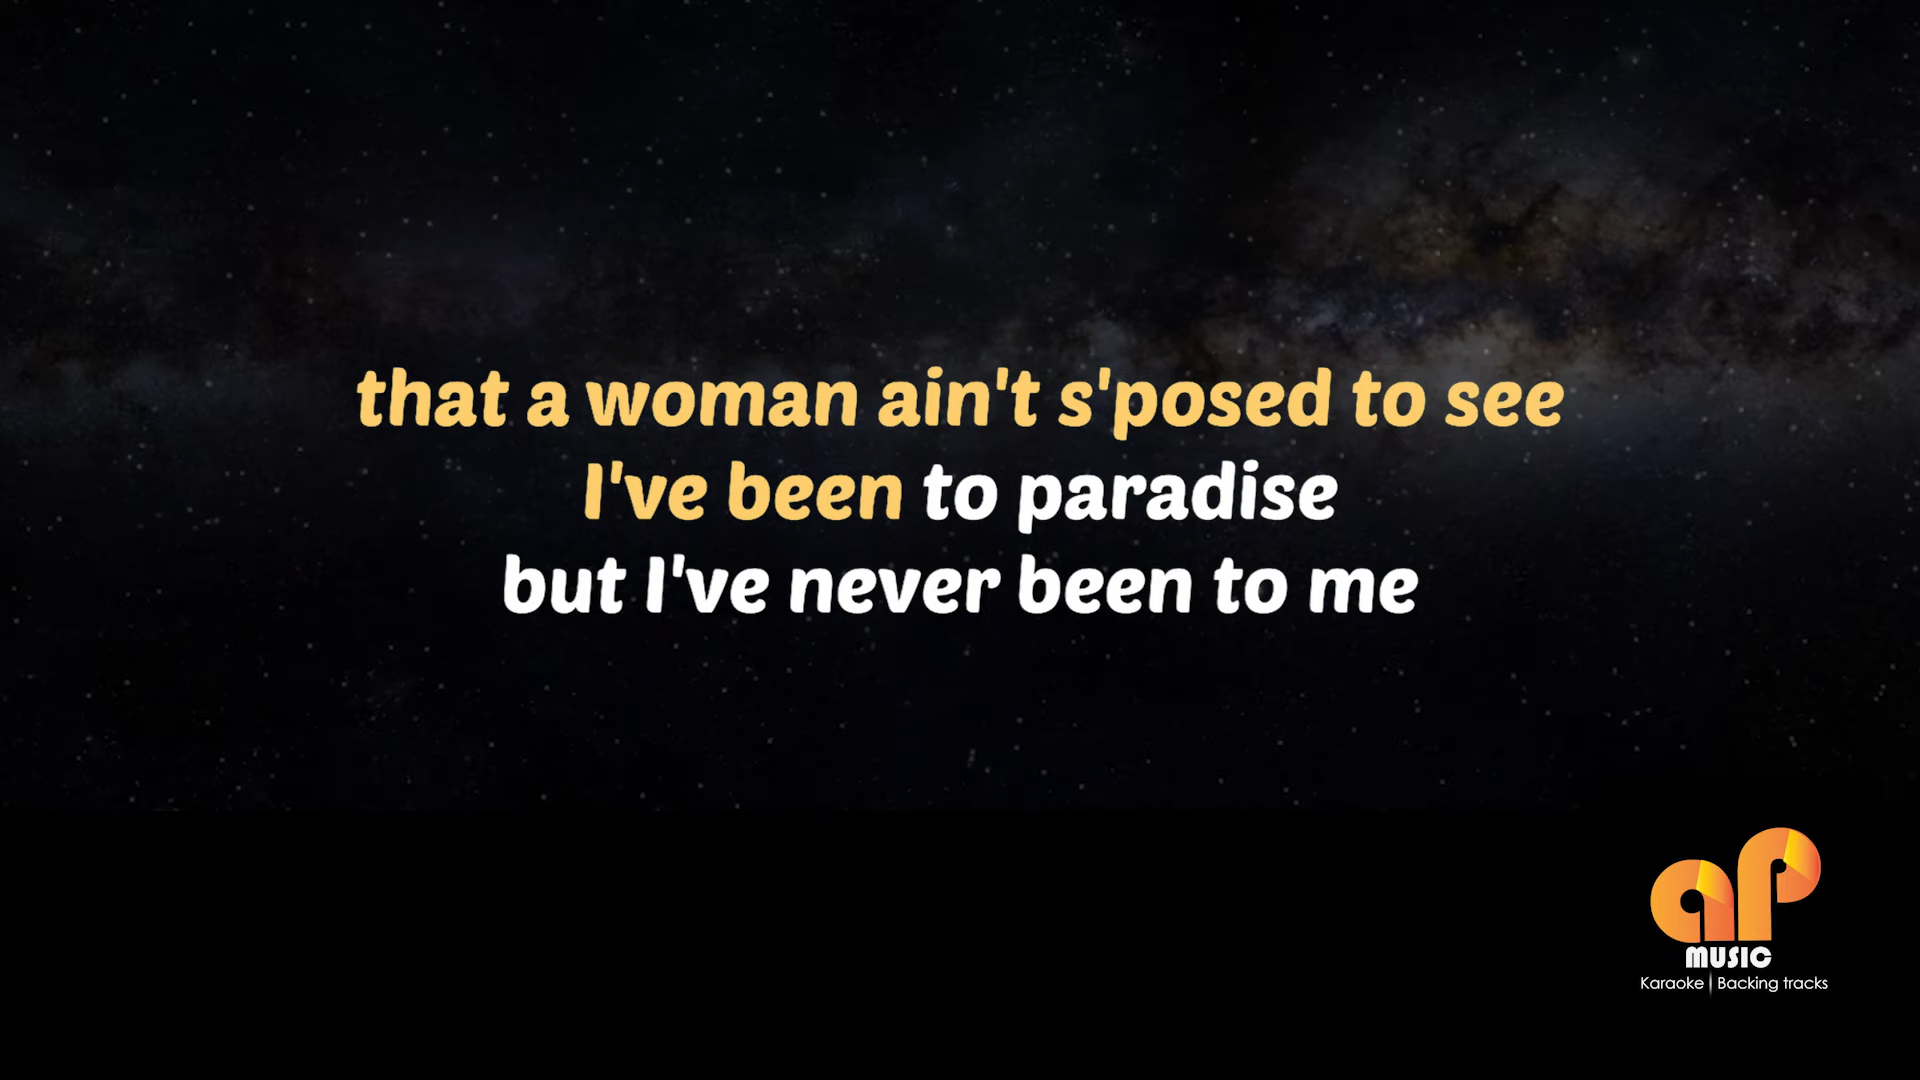 that a woman ain't s'posed to see
I've been to paradise
but I've never been to me
aP
MUSIC
Karaoke | Backing tracks